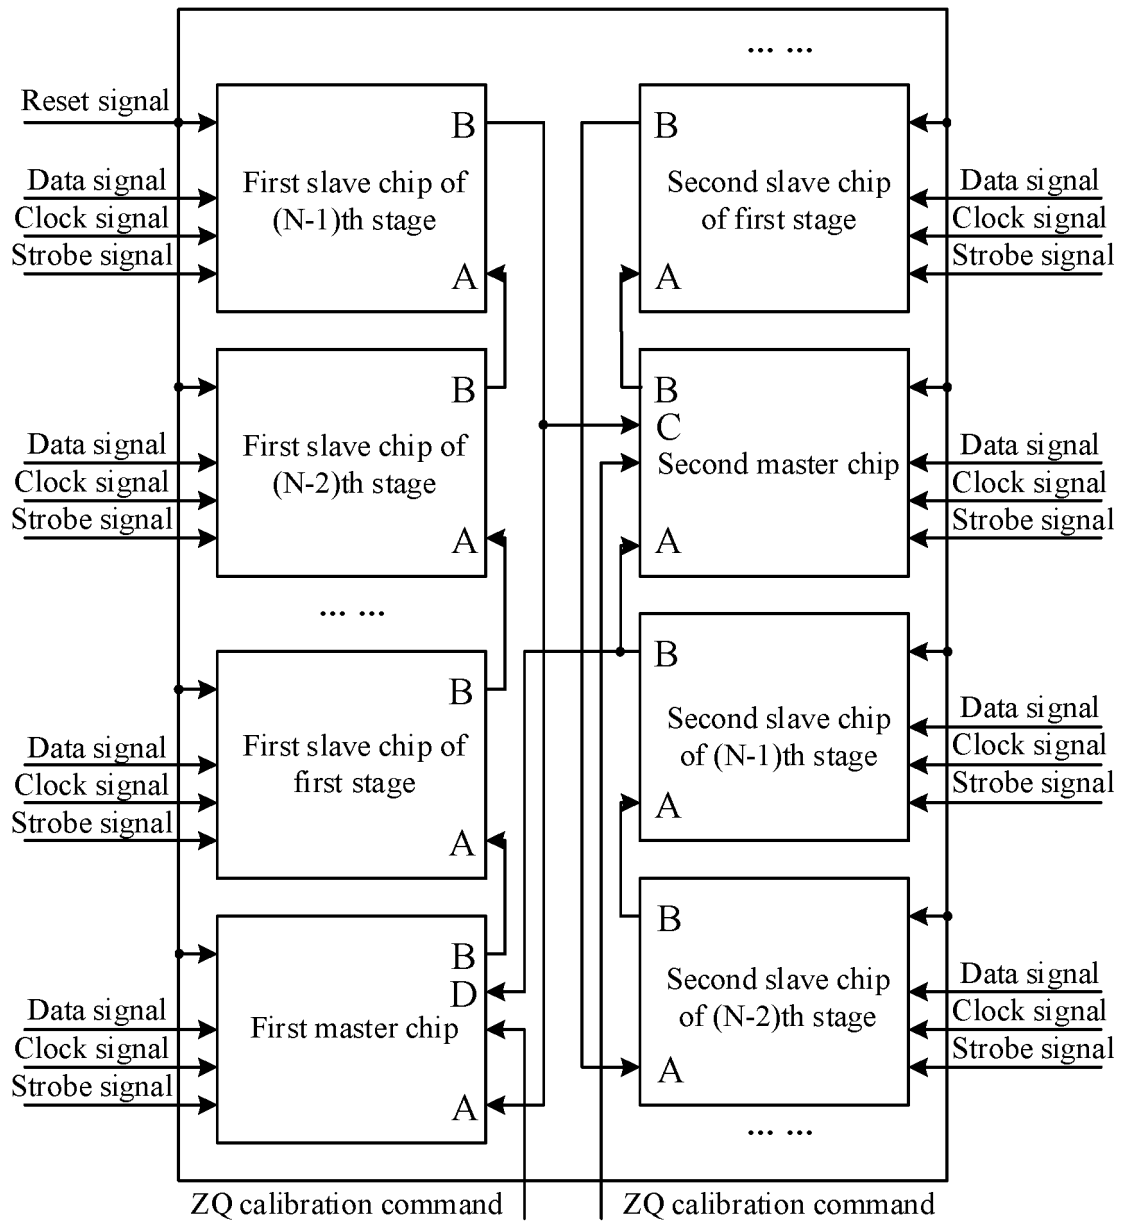 ... ...
Reset signal
B
First slave chip of
(N-1)th stage
A
Data signal
Clock signal
Strobe signal
B
Second slave chip
of first stage
A
Data signal
Clock signal
Strobe signal
B
First slave chip of
(N-2)th stage
A
Data signal
Clock signal
Strobe signal
B
C
Second master chip
A
Data signal
Clock signal
Strobe signal
... ...
B
First slave chip of
first stage
A
Data signal
Clock signal
Strobe signal
B
Second slave chip
of (N-1)th stage
A
Data signal
Clock signal
Strobe signal
B
D
First master chip
A
Data signal
Clock signal
Strobe signal
B
Second slave chip
of (N-2)th stage
A
Data signal
Clock signal
Strobe signal
... ...
ZQ calibration command
ZQ calibration command